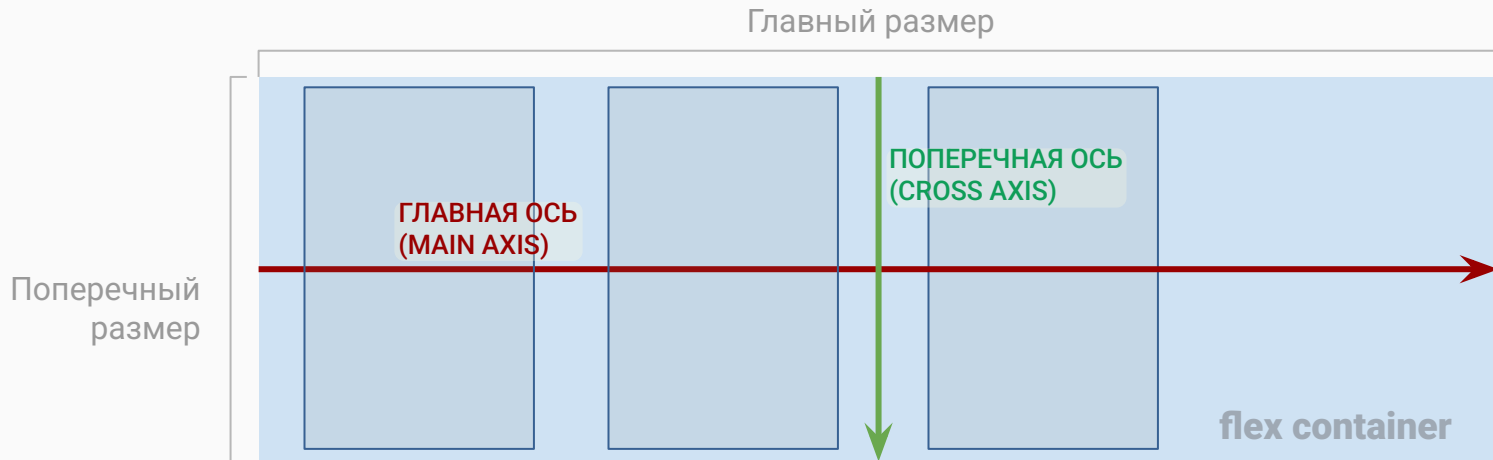 Главный размер
ПОПЕРЕЧНАЯ ОСЬ
(CROSS AXIS)
ГЛАВНАЯ ОСЬ
(MAIN AXIS)
Поперечный
размер
flex container